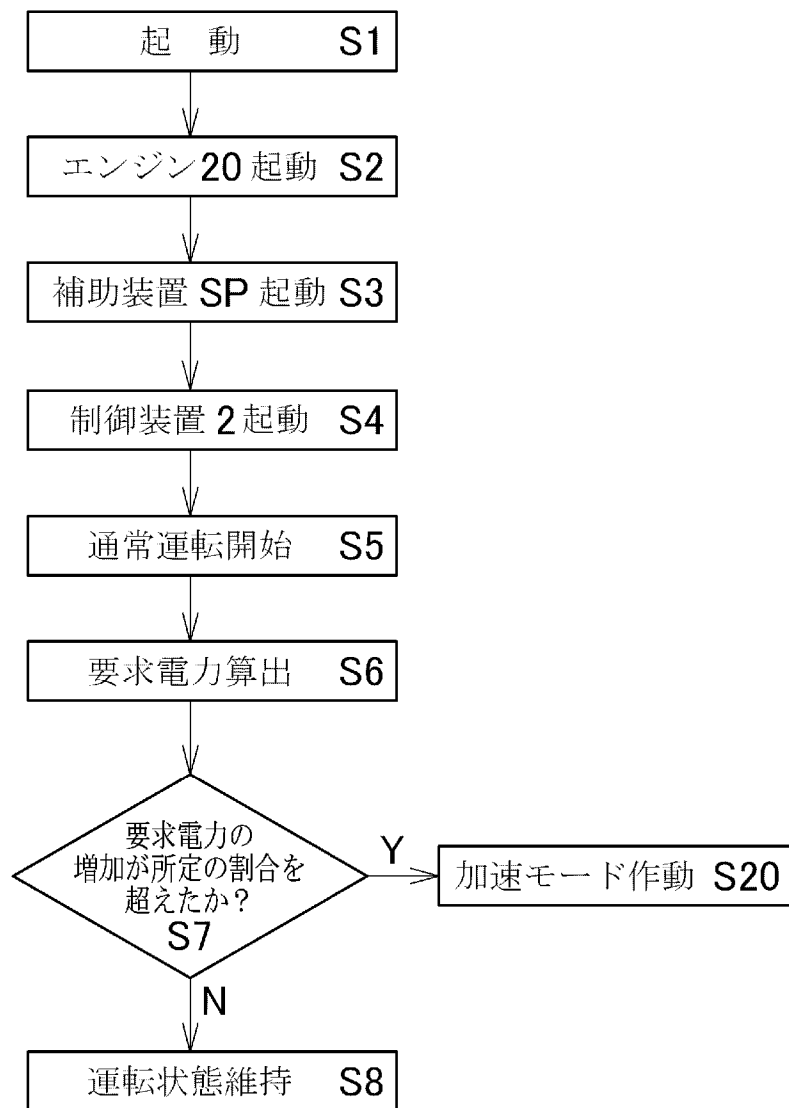 起　動 S1
エンジン20起動 S2
補助装置SP起動 S3
制御装置2起動 S4
通常運転開始 S5
要求電力算出 S6
要求電力の
増加が所定の割合を
超えたか？
S7
Y
加速モード作動 S20
N
運転状態維持 S8